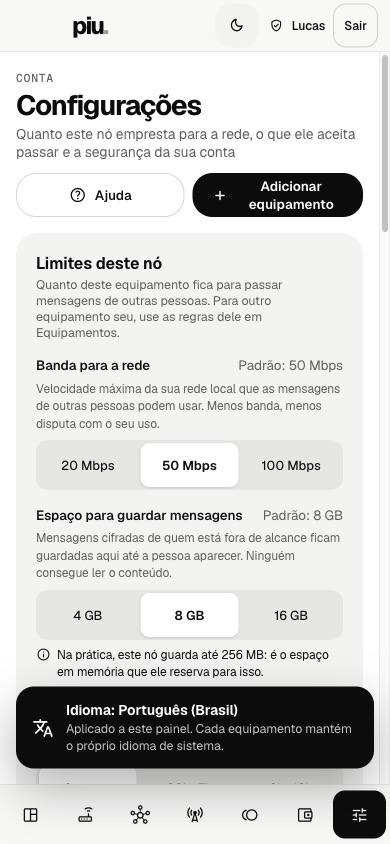 piu.
Lucas
Sair
CONTA
Configurações
Quanto este nó empresta para a rede, o que ele aceita
passar e a segurança da sua conta
Ajuda
Adicionar
equipamento
Limites deste nó
Quanto deste equipamento fica para passar
mensagens de outras pessoas. Para outro
equipamento seu, use as regras dele em
Equipamentos.
Banda para a rede
Padrão: 50 Mbps
Velocidade máxima da sua rede local que as mensagens
de outras pessoas podem usar. Menos banda, menos
disputa com o seu uso.
20 Mbps
50 Mbps
100 Mbps
Espaço para guardar mensagens
Padrão: 8 GB
Mensagens cifradas de quem está fora de alcance ficam
guardadas aqui até a pessoa aparecer. Ninguém
consegue ler o conteúdo.
4 GB
8 GB
16 GB
Na prática, este nó guarda até 256 MB: é o espaço
em memória que ele reserva para isso.
Idioma: Português (Brasil)
Aplicado a este painel. Cada equipamento mantém
o próprio idioma de sistema.